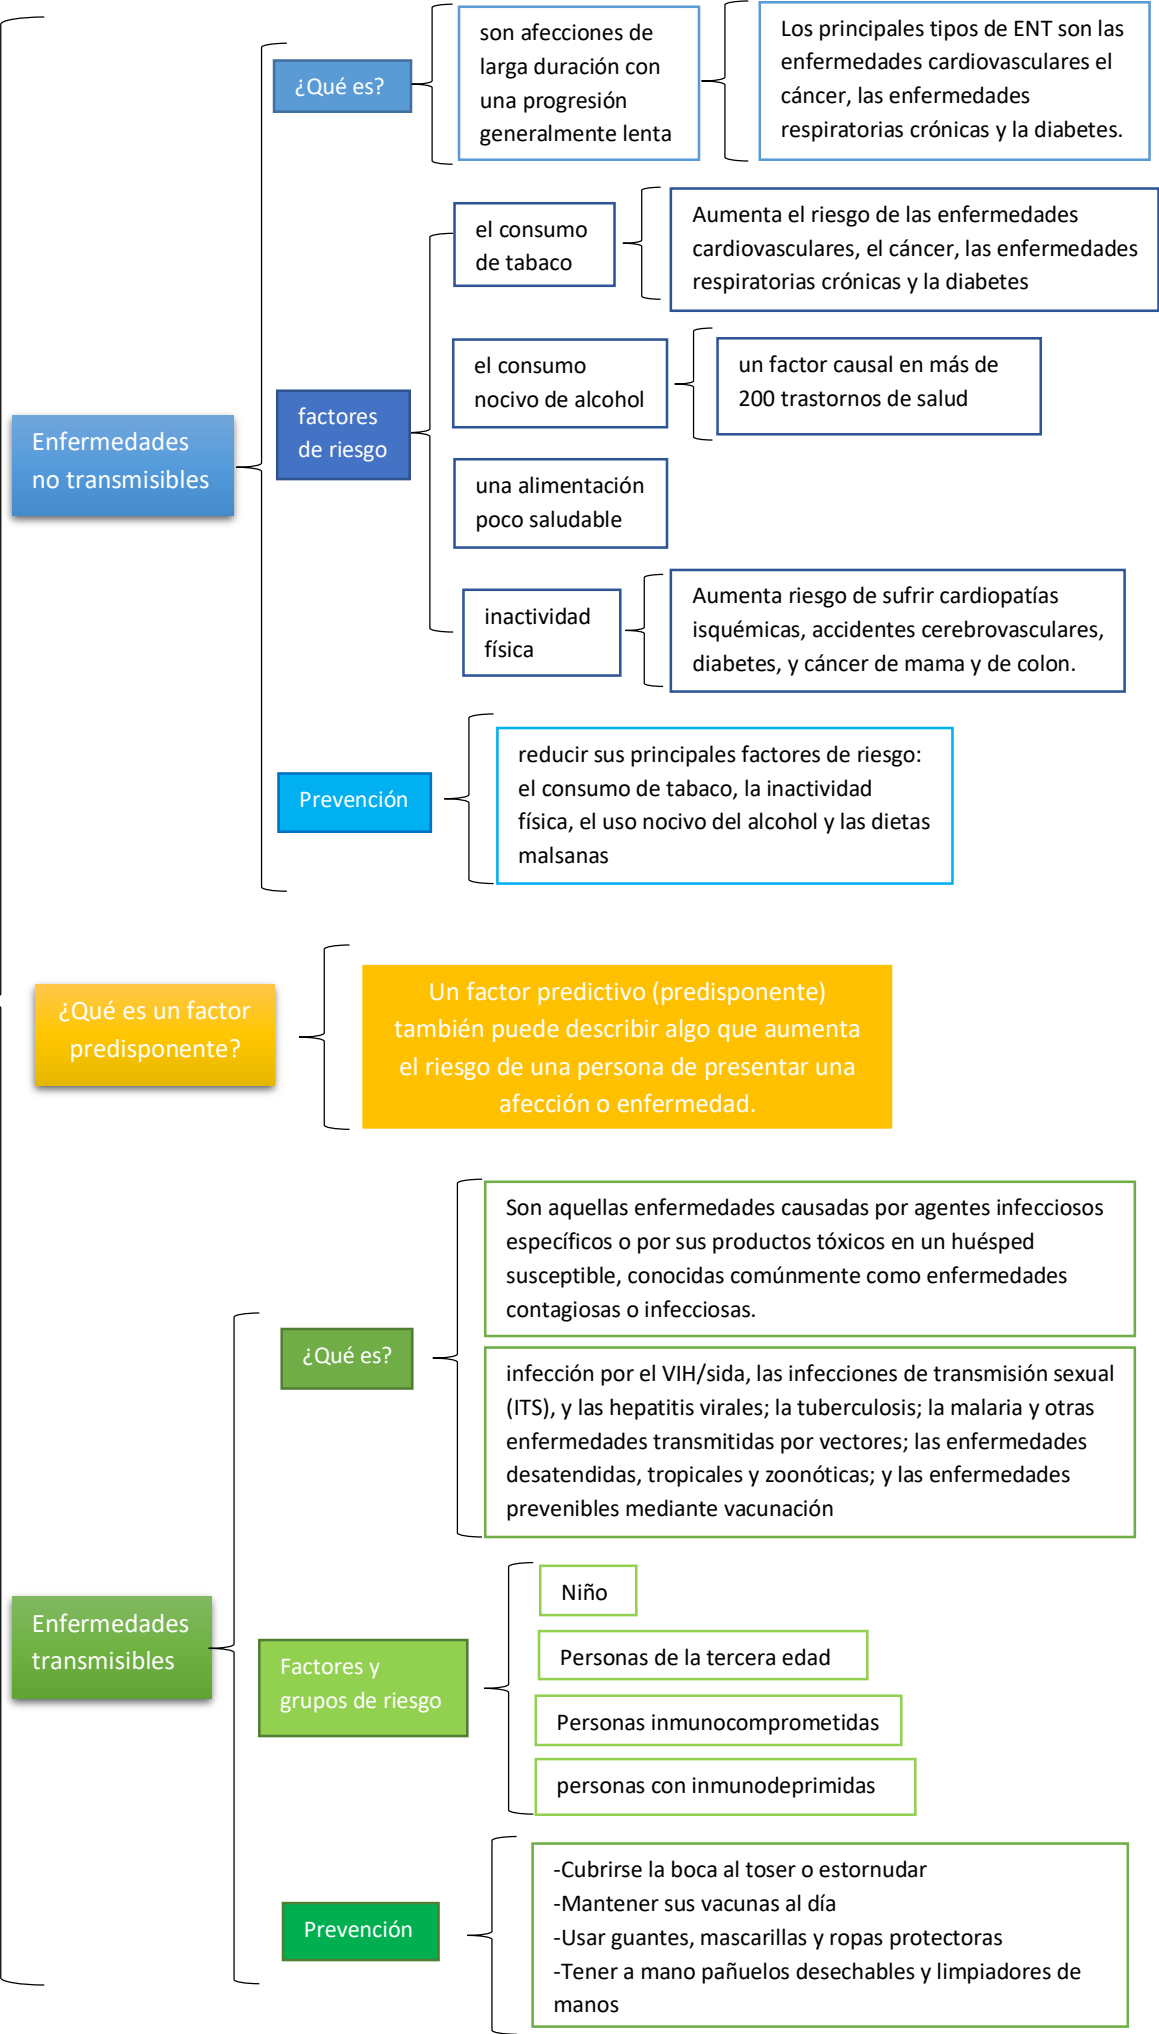 Enfermedades
no transmisibles
¿Qué es?
son afecciones de
larga duración con
una progresión
generalmente lenta
Los principales tipos de ENT son las
enfermedades cardiovasculares el
cáncer, las enfermedades
respiratorias crónicas y la diabetes.
factores
de riesgo
el consumo
de tabaco
Aumenta el riesgo de las enfermedades
cardiovasculares, el cáncer, las enfermedades
respiratorias crónicas y la diabetes
el consumo
nocivo de alcohol
un factor causal en más de
200 trastornos de salud
una alimentación
poco saludable
inactividad
física
Aumenta riesgo de sufrir cardiopatías
isquémicas, accidentes cerebrovasculares,
diabetes, y cáncer de mama y de colon.
Prevención
reducir sus principales factores de riesgo:
el consumo de tabaco, la inactividad
física, el uso nocivo del alcohol y las dietas
malsanas
¿Qué es un factor
predisponente?
Un factor predictivo (predisponente)
también puede describir algo que aumenta
el riesgo de una persona de presentar una
afección o enfermedad.
Enfermedades
transmisibles
¿Qué es?
Son aquellas enfermedades causadas por agentes infecciosos
específicos o por sus productos tóxicos en un huésped
susceptible, conocidas comúnmente como enfermedades
contagiosas o infecciosas.
infección por el VIH/sida, las infecciones de transmisión sexual
(ITS), y las hepatitis virales; la tuberculosis; la malaria y otras
enfermedades transmitidas por vectores; las enfermedades
desatendidas, tropicales y zoonóticas; y las enfermedades
prevenibles mediante vacunación
Factores y
grupos de riesgo
Niño
Personas de la tercera edad
Personas inmunocomprometidas
personas con inmunodeprimidas
Prevención
-Cubrirse la boca al toser o estornudar
-Mantener sus vacunas al día
-Usar guantes, mascarillas y ropas protectoras
-Tener a mano pañuelos desechables y limpiadores de
manos